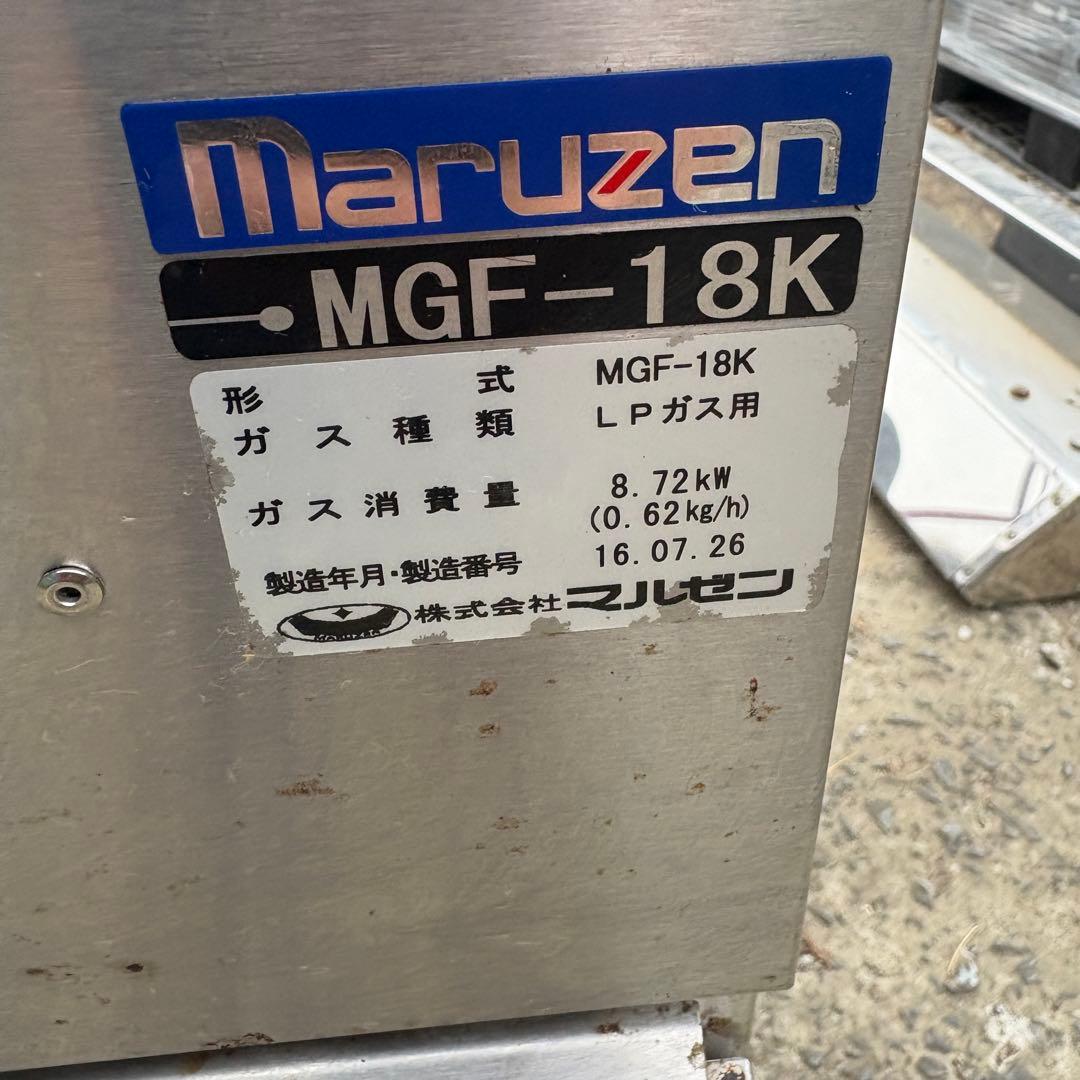 maruzen
MGF-18K
形式 MGF-18K
ガス種類 LPガス用
ガス消費量 8.72kW
(0.62kg/h)
製造年月・製造番号 16.07.26
MARUZEN 株式会社マルゼン